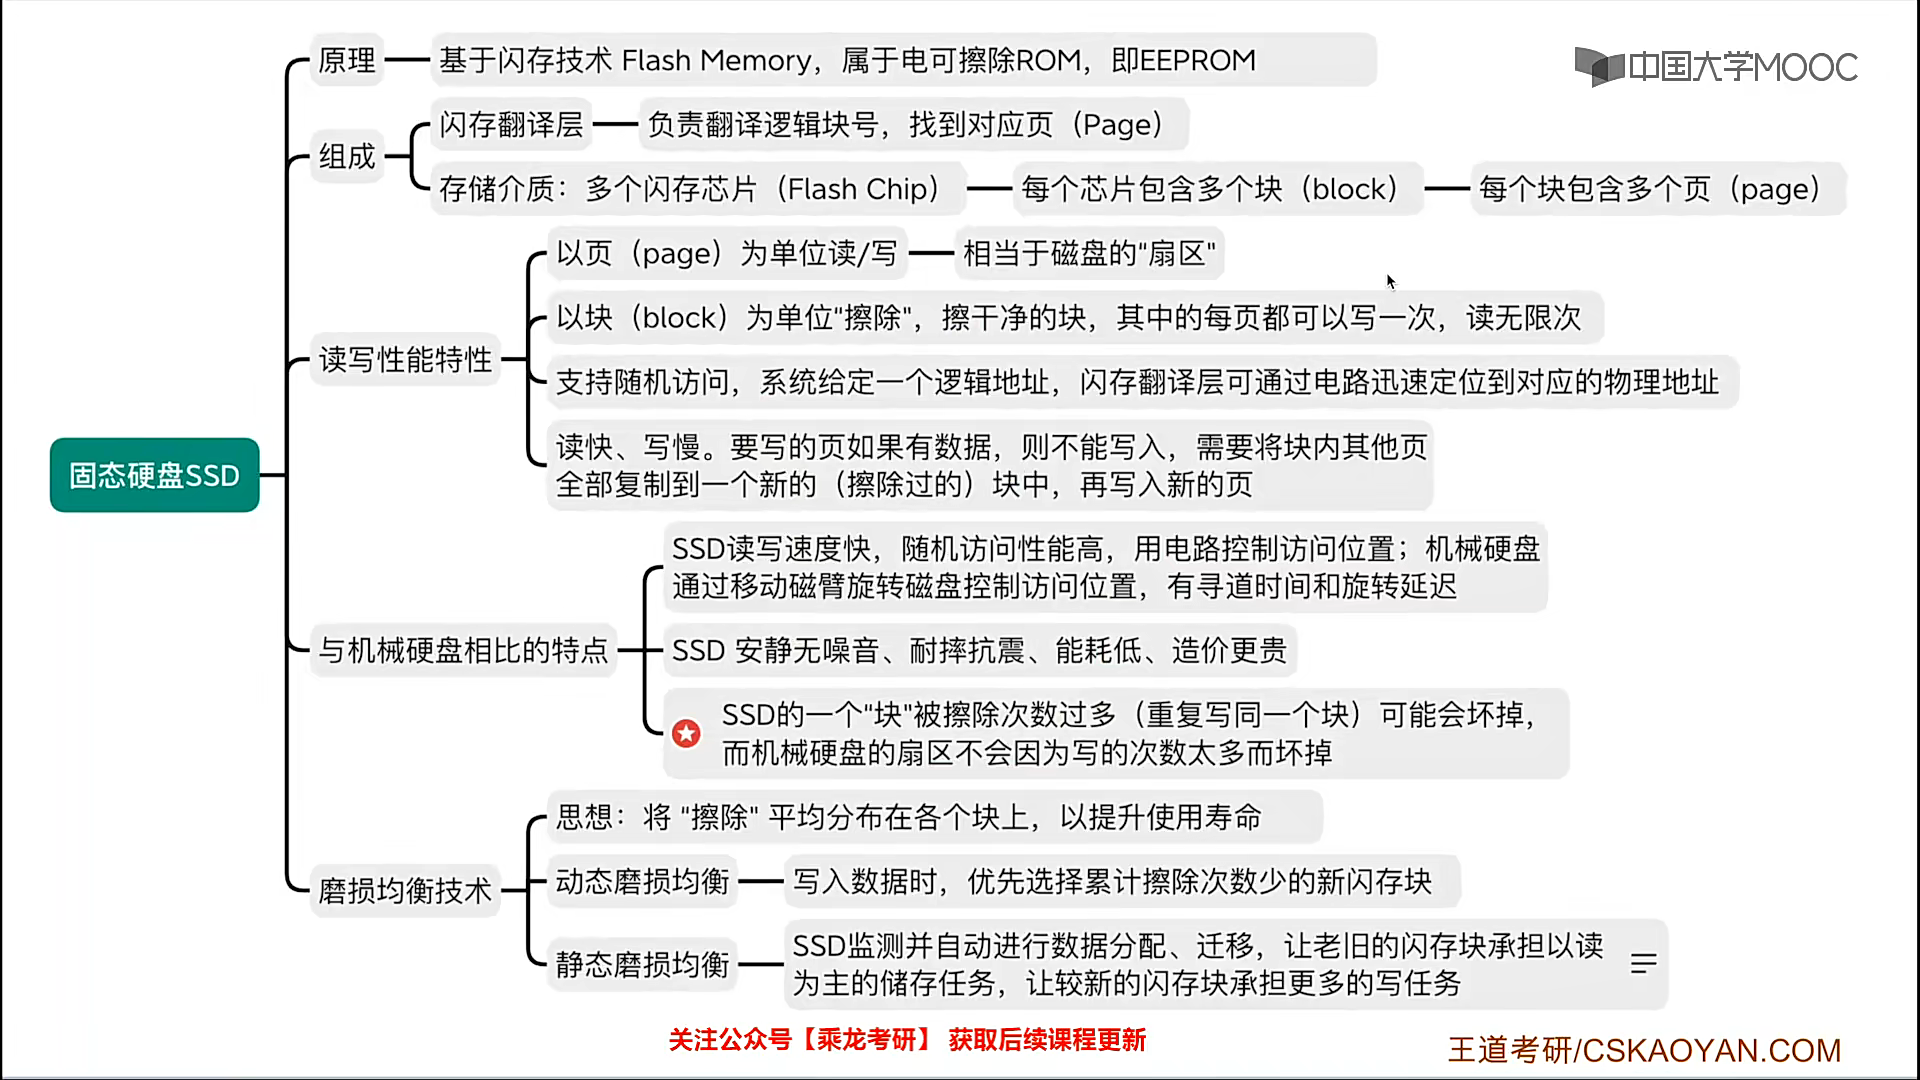 原理
基于闪存技术 Flash Memory，属于电可擦除ROM，即EEPROM
中国大学MOOC
组成
闪存翻译层
负责翻译逻辑块号，找到对应页（Page）
存储介质：多个闪存芯片（Flash Chip）
每个芯片包含多个块（block）
每个块包含多个页（page）
读写性能特性
以页（page）为单位读/写
相当于磁盘的"扇区"
以块（block）为单位"擦除"，擦干净的块，其中的每页都可以写一次，读无限次
支持随机访问，系统给定一个逻辑地址，闪存翻译层可通过电路迅速定位到对应的物理地址
读快、写慢。要写的页如果有数据，则不能写入，需要将块内其他页
全部复制到一个新的（擦除过的）块中，再写入新的页
固态硬盘SSD
与机械硬盘相比的特点
SSD读写速度快，随机访问性能高，用电路控制访问位置；机械硬盘
通过移动磁臂旋转磁盘控制访问位置，有寻道时间和旋转延迟
SSD 安静无噪音、耐摔抗震、能耗低、造价更贵
SSD的一个"块"被擦除次数过多（重复写同一个块）可能会坏掉，
而机械硬盘的扇区不会因为写的次数太多而坏掉
磨损均衡技术
思想：将 "擦除" 平均分布在各个块上，以提升使用寿命
动态磨损均衡
写入数据时，优先选择累计擦除次数少的新闪存块
静态磨损均衡
SSD监测并自动进行数据分配、迁移，让老旧的闪存块承担以读
为主的储存任务，让较新的闪存块承担更多的写任务
关注公众号【乘龙考研】 获取后续课程更新
王道考研/CSKAOYAN.COM